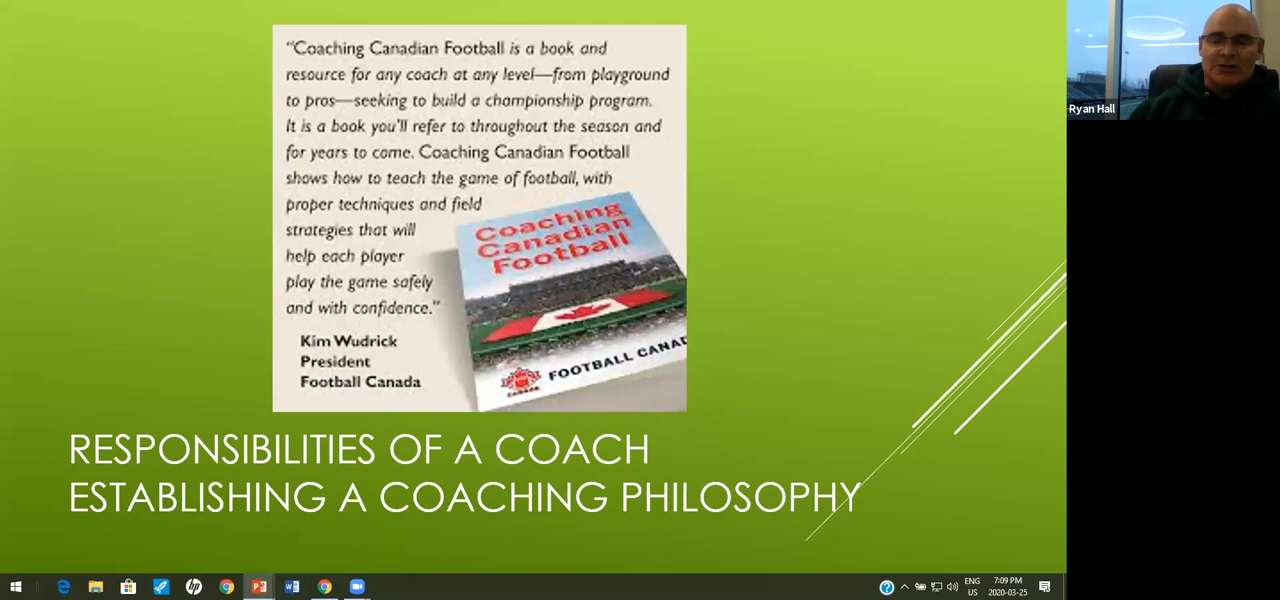 “Coaching Canadian Football is a book and
resource for any coach at any level—from playground
to pros—seeking to build a championship program.
It is a book you’ll refer to throughout the season and
for years to come. Coaching Canadian Football
shows how to teach the game of football, with
proper techniques and field
strategies that will
help each player
play the game safely
and with confidence.”
Kim Wudrick
President
Football Canada
Coaching
Canadian
Football
FOOTBALL CANAD
CANADA
RESPONSIBILITIES OF A COACH
ESTABLISHING A COACHING PHILOSOPHY
Ryan Hall
ENG
US
7:09 PM
2020-03-25